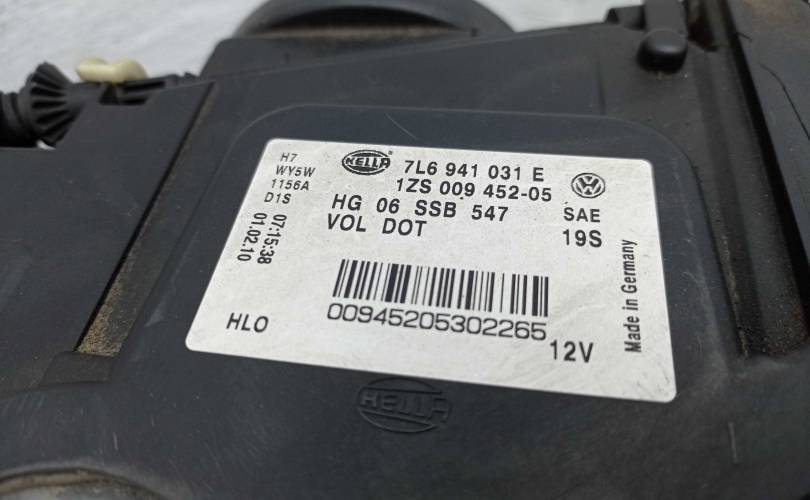 H7
WY5W
1156A
D1S
07:15:38
01.02.10
HELLA
7L6 941 031 E
1ZS 009 452-05
HG 06 SSB 547
SAE
VOL DOT
19S
Made in Germany
00945205302265
HLO
12V
HELLA